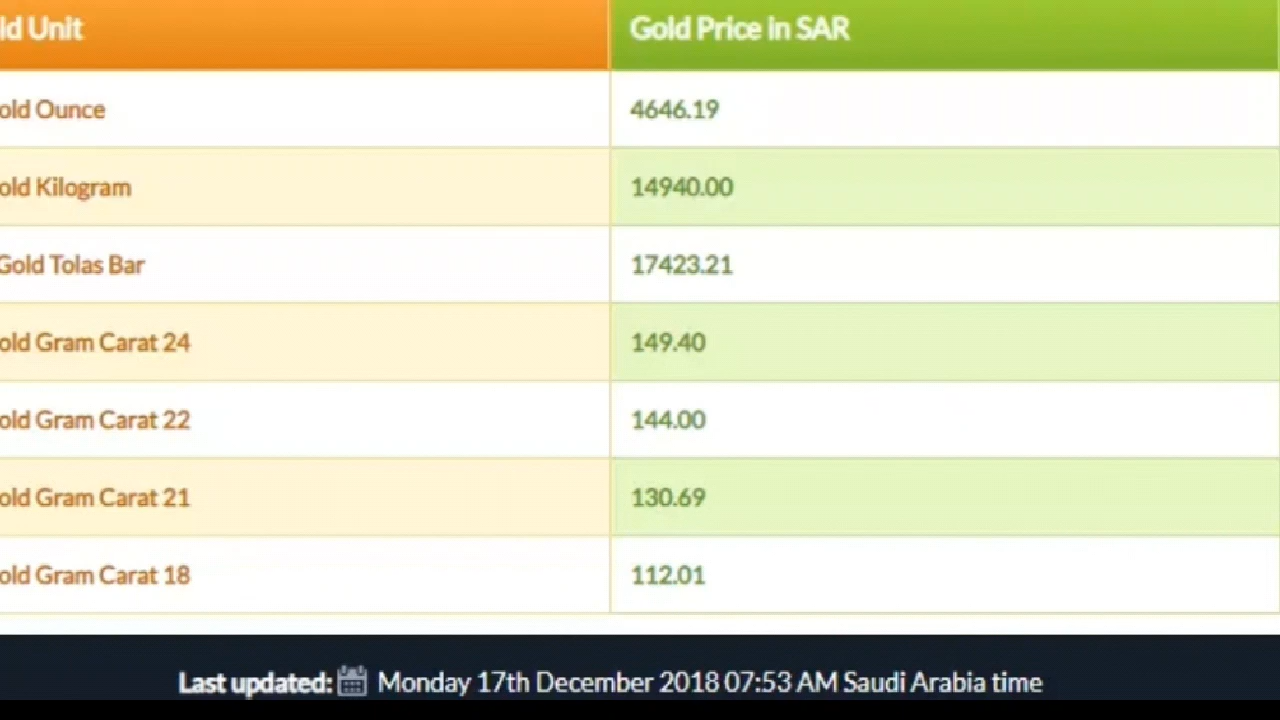 ld Unit Gold Price in SAR
old Ounce 4646.19
old Kilogram 14940.00
Gold Tolas Bar 17423.21
old Gram Carat 24 149.40
old Gram Carat 22 144.00
old Gram Carat 21 130.69
old Gram Carat 18 112.01
Last updated: Monday 17th December 2018 07:53 AM Saudi Arabia time